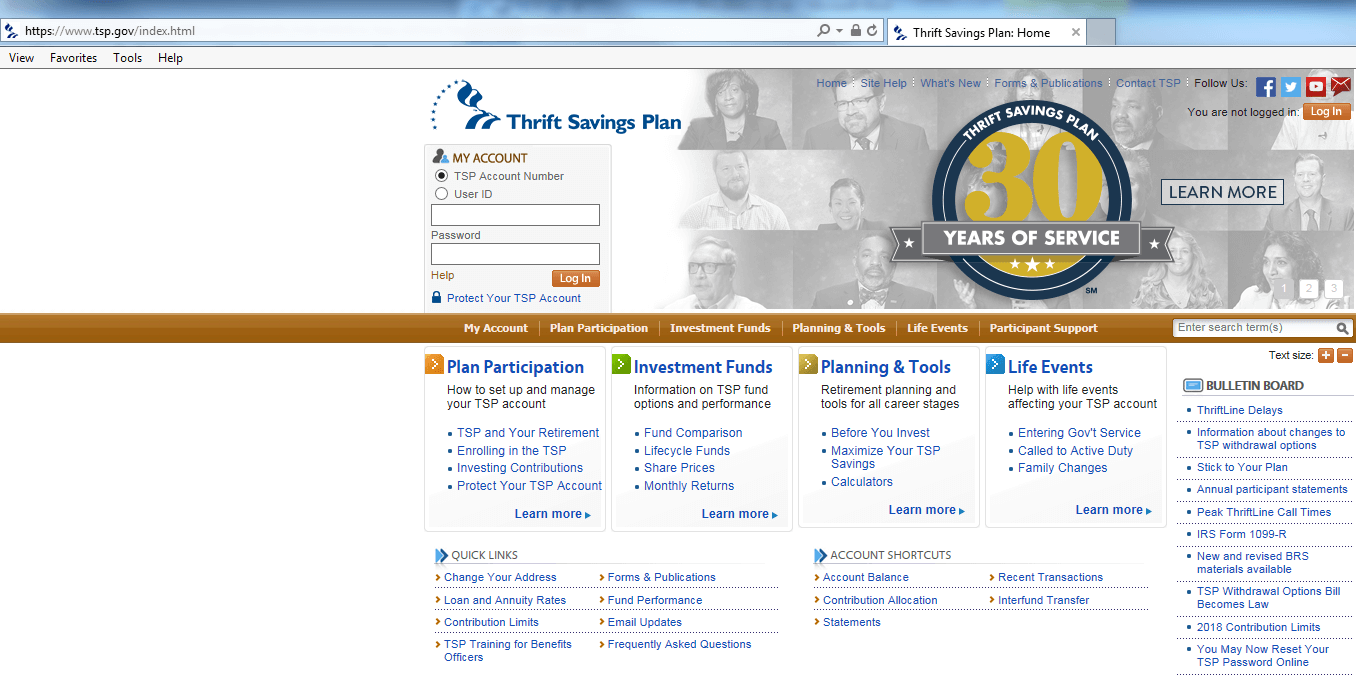 https://www.tsp.gov/index.html
Thrift Savings Plan: Home
View Favorites Tools Help
Home Site Help What's New Forms & Publications Contact TSP Follow Us:
You are not logged in: Log In
Thrift Savings Plan
THRIFT SAVINGS PLAN
30
YEARS OF SERVICE
SM
LEARN MORE
1 2 3
MY ACCOUNT
TSP Account Number
User ID
Password
Help
Log In
Protect Your TSP Account
My Account Plan Participation Investment Funds Planning & Tools Life Events Participant Support
Enter search term(s)
Text size: + −
Plan Participation
How to set up and manage
your TSP account
TSP and Your Retirement
Enrolling in the TSP
Investing Contributions
Protect Your TSP Account
Learn more
Investment Funds
Information on TSP fund
options and performance
Fund Comparison
Lifecycle Funds
Share Prices
Monthly Returns
Learn more
Planning & Tools
Retirement planning and
tools for all career stages
Before You Invest
Maximize Your TSP
Savings
Calculators
Learn more
Life Events
Help with life events
affecting your TSP account
Entering Gov't Service
Called to Active Duty
Family Changes
Learn more
BULLETIN BOARD
ThriftLine Delays
Information about changes to
TSP withdrawal options
Stick to Your Plan
Annual participant statements
Peak ThriftLine Call Times
IRS Form 1099-R
New and revised BRS
materials available
TSP Withdrawal Options Bill
Becomes Law
2018 Contribution Limits
You May Now Reset Your
TSP Password Online
QUICK LINKS
Change Your Address
Loan and Annuity Rates
Contribution Limits
TSP Training for Benefits
Officers
Forms & Publications
Fund Performance
Email Updates
Frequently Asked Questions
ACCOUNT SHORTCUTS
Account Balance
Contribution Allocation
Statements
Recent Transactions
Interfund Transfer